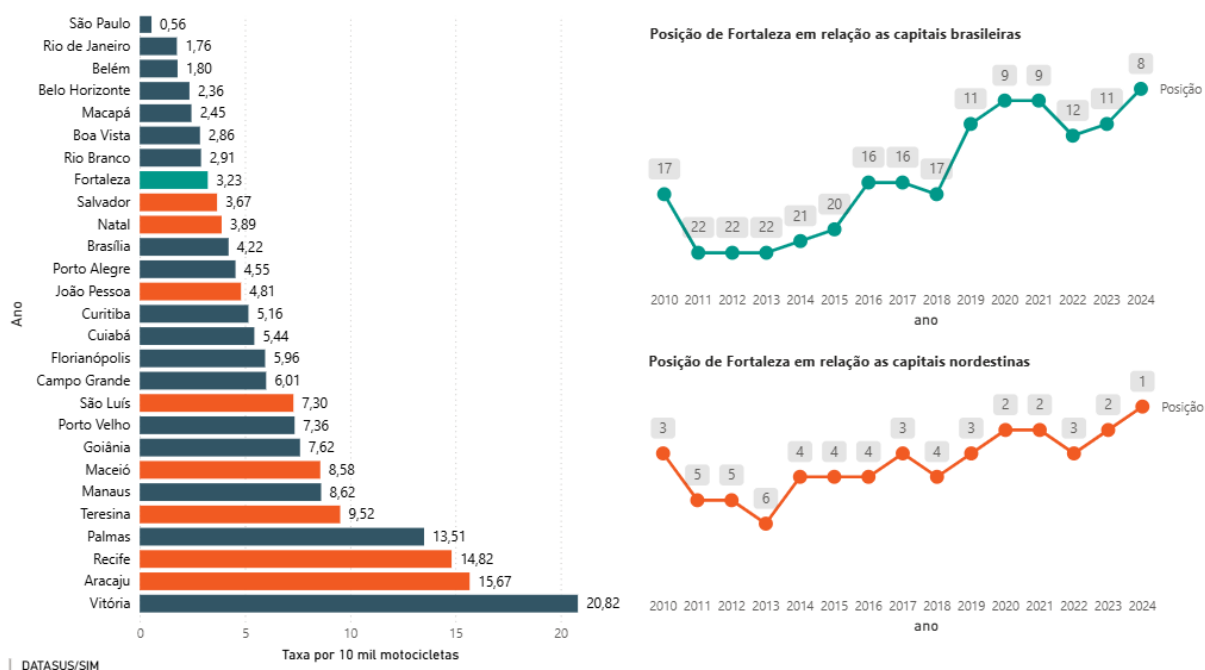 São Paulo 0,56
Rio de Janeiro 1,76
Belém 1,80
Belo Horizonte 2,36
Macapá 2,45
Boa Vista 2,86
Rio Branco 2,91
Fortaleza 3,23
Salvador 3,67
Natal 3,89
Brasília 4,22
Porto Alegre 4,55
João Pessoa 4,81
Curitiba 5,16
Cuiabá 5,44
Florianópolis 5,96
Campo Grande 6,01
São Luís 7,30
Porto Velho 7,36
Goiânia 7,62
Maceió 8,58
Manaus 8,62
Teresina 9,52
Palmas 13,51
Recife 14,82
Aracaju 15,67
Vitória 20,82
Ano
0 5 10 15 20
Taxa por 10 mil motocicletas
DATASUS/SIM
Posição de Fortaleza em relação as capitais brasileiras
17 22 22 22 21 20 16 16 17 11 9 9 12 11 8
Posição
2010 2011 2012 2013 2014 2015 2016 2017 2018 2019 2020 2021 2022 2023 2024
ano
Posição de Fortaleza em relação as capitais nordestinas
3 5 5 6 4 4 4 3 4 3 2 2 3 2 1
Posição
2010 2011 2012 2013 2014 2015 2016 2017 2018 2019 2020 2021 2022 2023 2024
ano